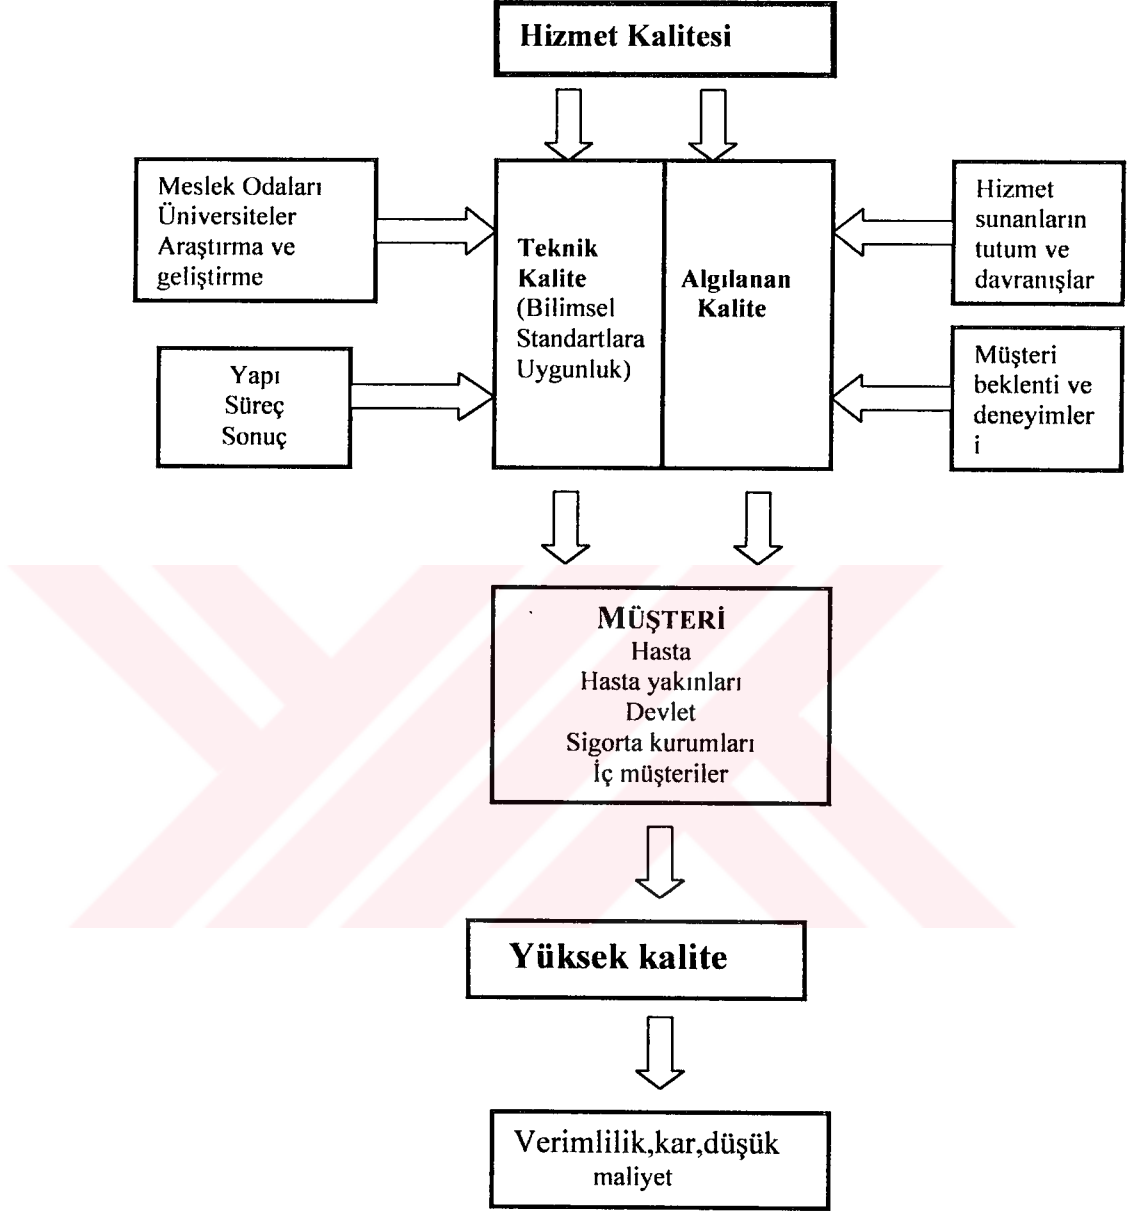 Hizmet Kalitesi
Meslek Odaları
Üniversiteler
Araştırma ve
geliştirme
Yapı
Süreç
Sonuç
Teknik
Kalite
(Bilimsel
Standartlara
Uygunluk)
Algılanan
Kalite
Hizmet
sunanların
tutum ve
davranışlar
Müşteri
beklenti ve
deneyimler
i
MÜŞTERİ
Hasta
Hasta yakınları
Devlet
Sigorta kurumları
İç müşteriler
Yüksek kalite
Verimlilik,kar,düşük
maliyet